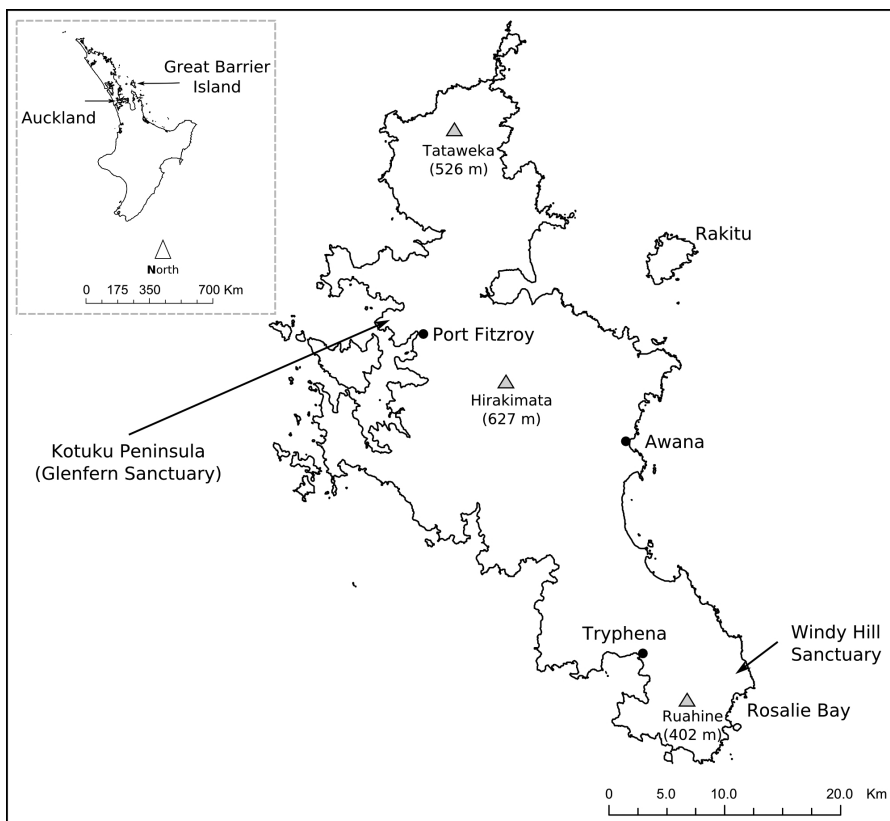 Great Barrier
Island
Auckland
North
0 175 350 700 Km
Tataweka
(526 m)
Rakitu
Port Fitzroy
Hirakimata
(627 m)
Kotuku Peninsula
(Glenfern Sanctuary)
Awana
Tryphena
Windy Hill
Sanctuary
Ruahine
(402 m)
Rosalie Bay
0 5.0 10.0 20.0 Km